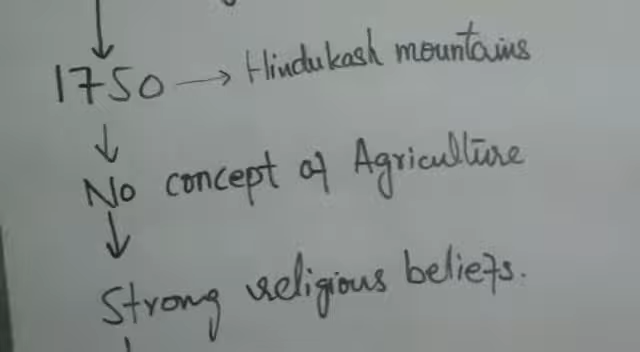 1750 → Hindukash mountains
No concept of Agriculture
Strong religious beliefs.